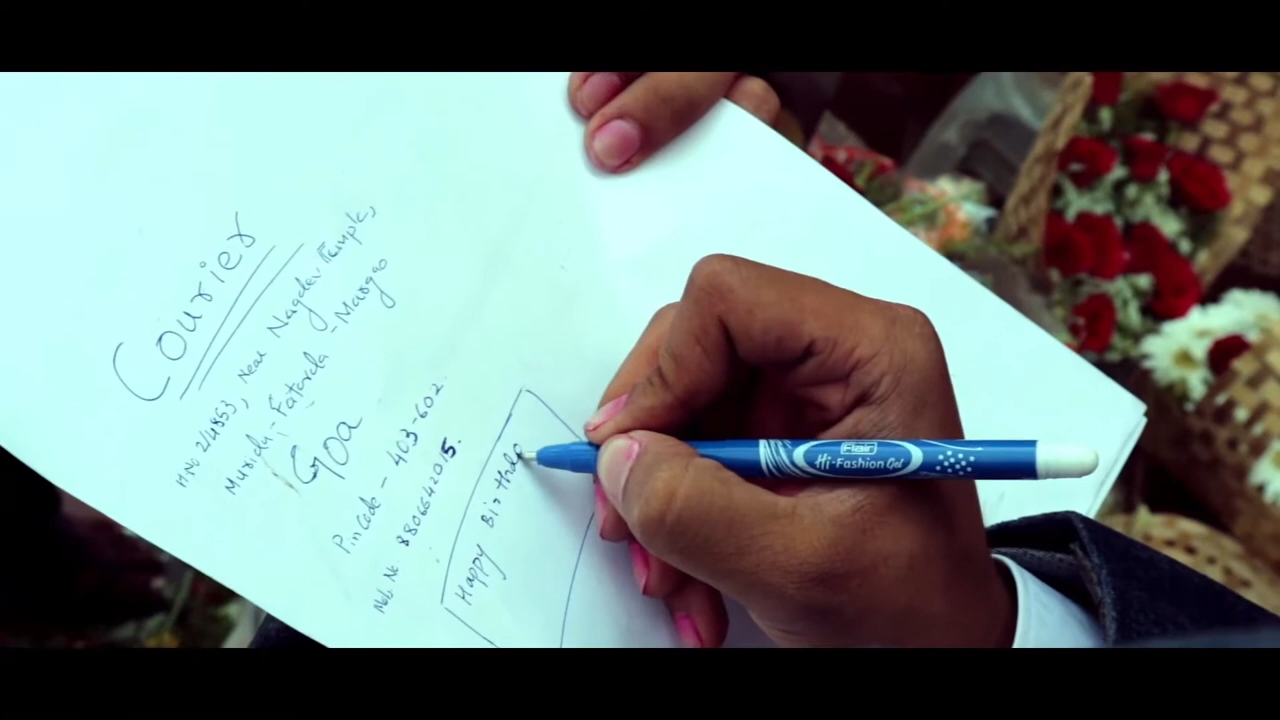 Courier
H.No 2/4853, Near Nagdev Temple,
Murida, - Fatorda - Margao
Goa
Pincode - 403-602.
Mob. No 8806642015.
Happy Birthda
Flair
Hi-Fashion Gel